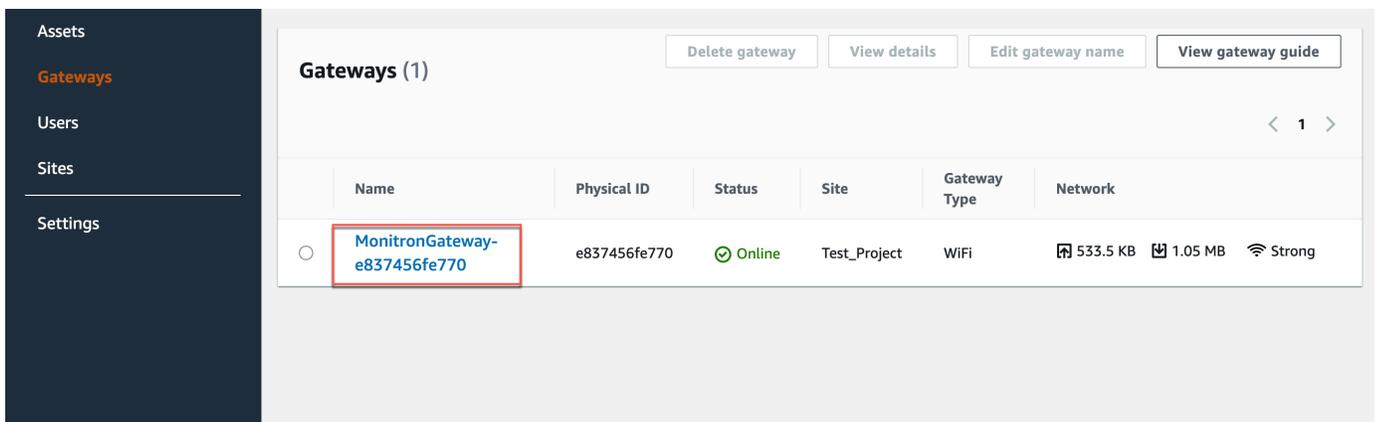 Assets
Gateways
Users
Sites
Settings
Gateways (1)
Delete gateway
View details
Edit gateway name
View gateway guide
1
Name
Physical ID
Status
Site
Gateway
Type
Network
MonitronGateway-
e837456fe770
e837456fe770
Online
Test_Project
WiFi
533.5 KB
1.05 MB
Strong